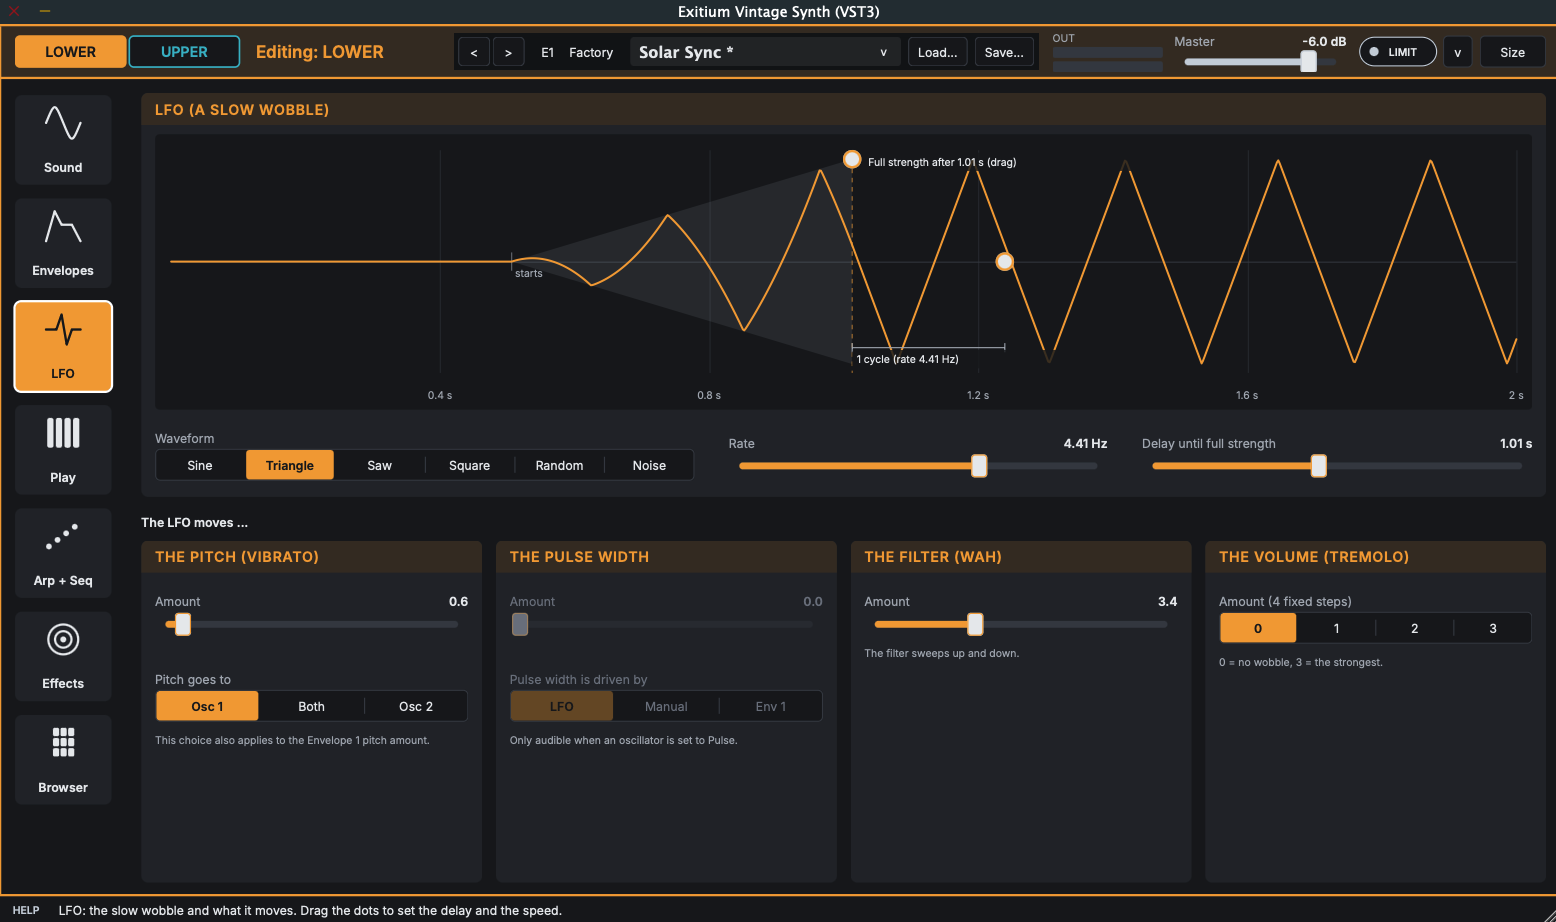 Exitium Vintage Synth (VST3)
LOWER
UPPER
Editing: LOWER
<
>
E1 Factory
Solar Sync *
v
Load...
Save...
OUT
Master
-6.0 dB
LIMIT
v
Size
Sound
Envelopes
LFO
Play
Arp + Seq
Effects
Browser
LFO (A SLOW WOBBLE)
Full strength after 1.01 s (drag)
starts
1 cycle (rate 4.41 Hz)
0.4 s
0.8 s
1.2 s
1.6 s
2 s
Waveform
Sine
Triangle
Saw
Square
Random
Noise
Rate
4.41 Hz
Delay until full strength
1.01 s
The LFO moves ...
THE PITCH (VIBRATO)
Amount
0.6
Pitch goes to
Osc 1
Both
Osc 2
This choice also applies to the Envelope 1 pitch amount.
THE PULSE WIDTH
Amount
0.0
Pulse width is driven by
LFO
Manual
Env 1
Only audible when an oscillator is set to Pulse.
THE FILTER (WAH)
Amount
3.4
The filter sweeps up and down.
THE VOLUME (TREMOLO)
Amount (4 fixed steps)
0
1
2
3
0 = no wobble, 3 = the strongest.
HELP
LFO: the slow wobble and what it moves. Drag the dots to set the delay and the speed.